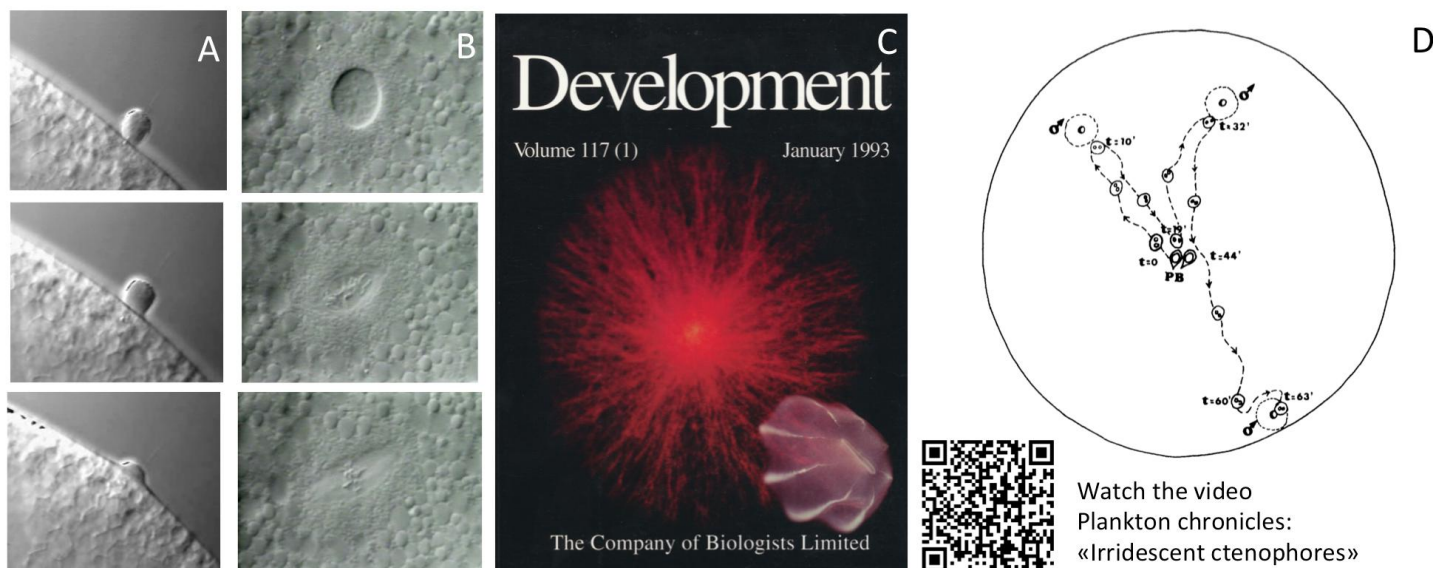 A
B
C
Development
Volume 117 (1)
January 1993
The Company of Biologists Limited
D
t=10'
t=32'
t=19'
t=0
PB
t=44'
t=60'
t=63'
Watch the video
Plankton chronicles:
«Irridescent ctenophores»